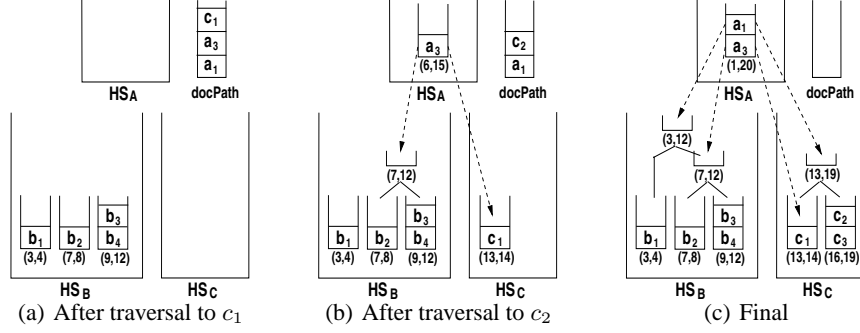 c1
a3
a1
HSA
docPath
b1
(3,4)
b2
(7,8)
b3
b4
(9,12)
HSB
HSC
(a) After traversal to c1
a3
(6,15)
HSA
c2
a1
docPath
(7,12)
b1
(3,4)
b2
(7,8)
b3
b4
(9,12)
c1
(13,14)
HSB
HSC
(b) After traversal to c2
a1
a3
(1,20)
HSA
docPath
(3,12)
(7,12)
(13,19)
b1
(3,4)
b2
(7,8)
b3
b4
(9,12)
c1
(13,14)
c2
c3
(16,19)
HSB
HSC
(c) Final